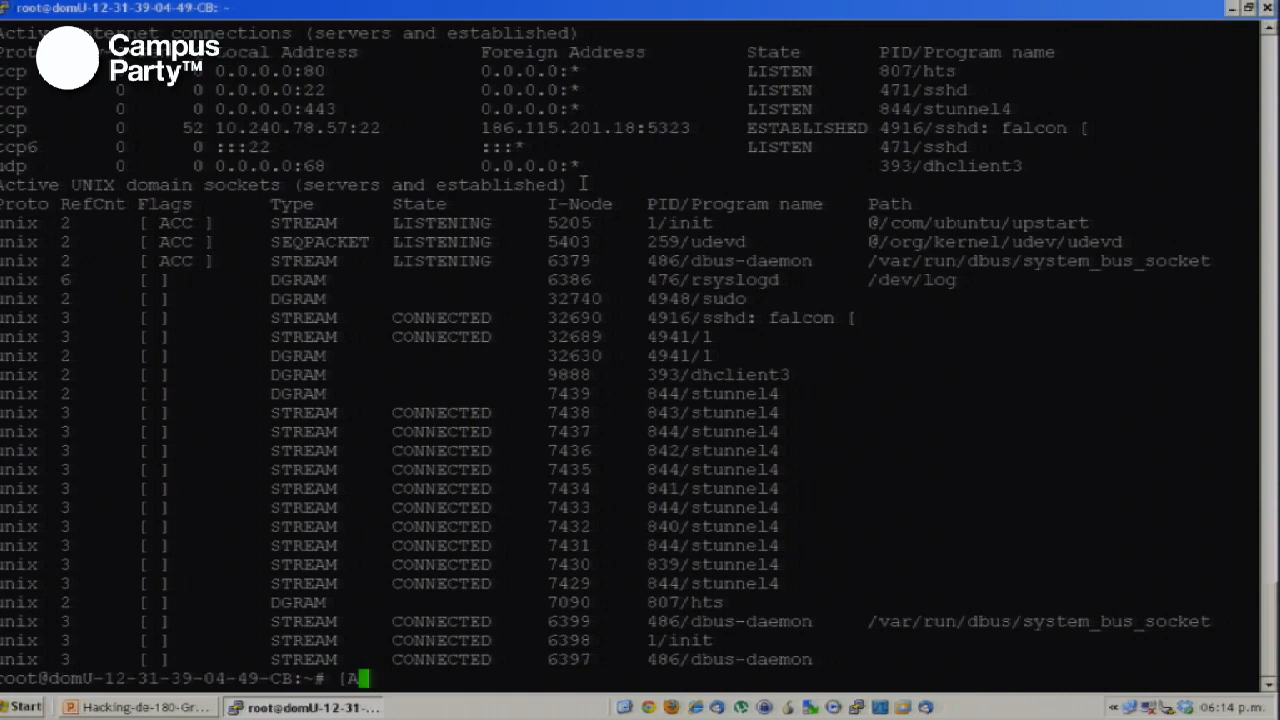 root@domU-12-31-39-04-49-CB: ~
Campus
Party™
Active Internet connections (servers and established)
Local Address Foreign Address State PID/Program name
tcp 0 0 0.0.0.0:80 0.0.0.0:* LISTEN 807/hts
tcp 0 0 0.0.0.0:22 0.0.0.0:* LISTEN 471/sshd
tcp 0 0 0.0.0.0:443 0.0.0.0:* LISTEN 844/stunnel4
tcp 0 52 10.240.78.57:22 186.115.201.18:5323 ESTABLISHED 4916/sshd: falcon [
tcp6 0 0 :::22 :::* LISTEN 471/sshd
udp 0 0 0.0.0.0:68 0.0.0.0:* 393/dhclient3
Active UNIX domain sockets (servers and established)
Proto RefCnt Flags Type State I-Node PID/Program name Path
unix 2 [ ACC ] STREAM LISTENING 5205 1/init @/com/ubuntu/upstart
unix 2 [ ACC ] SEQPACKET LISTENING 5403 259/udevd @/org/kernel/udev/udevd
unix 2 [ ACC ] STREAM LISTENING 6379 486/dbus-daemon /var/run/dbus/system_bus_socket
unix 6 [ ] DGRAM 6386 476/rsyslogd /dev/log
unix 2 [ ] DGRAM 32740 4948/sudo
unix 3 [ ] STREAM CONNECTED 32690 4916/sshd: falcon [
unix 3 [ ] STREAM CONNECTED 32689 4941/1
unix 2 [ ] DGRAM 32630 4941/1
unix 2 [ ] DGRAM 9888 393/dhclient3
unix 2 [ ] DGRAM 7439 844/stunnel4
unix 3 [ ] STREAM CONNECTED 7438 843/stunnel4
unix 3 [ ] STREAM CONNECTED 7437 844/stunnel4
unix 3 [ ] STREAM CONNECTED 7436 842/stunnel4
unix 3 [ ] STREAM CONNECTED 7435 844/stunnel4
unix 3 [ ] STREAM CONNECTED 7434 841/stunnel4
unix 3 [ ] STREAM CONNECTED 7433 844/stunnel4
unix 3 [ ] STREAM CONNECTED 7432 840/stunnel4
unix 3 [ ] STREAM CONNECTED 7431 844/stunnel4
unix 3 [ ] STREAM CONNECTED 7430 839/stunnel4
unix 3 [ ] STREAM CONNECTED 7429 844/stunnel4
unix 2 [ ] DGRAM 7090 807/hts
unix 3 [ ] STREAM CONNECTED 6399 486/dbus-daemon /var/run/dbus/system_bus_socket
unix 3 [ ] STREAM CONNECTED 6398 1/init
unix 3 [ ] STREAM CONNECTED 6397 486/dbus-daemon
root@domU-12-31-39-04-49-CB:~# [A
Start Hacking-de-180-Gr... root@domU-12-31-... 06:14 p.m.